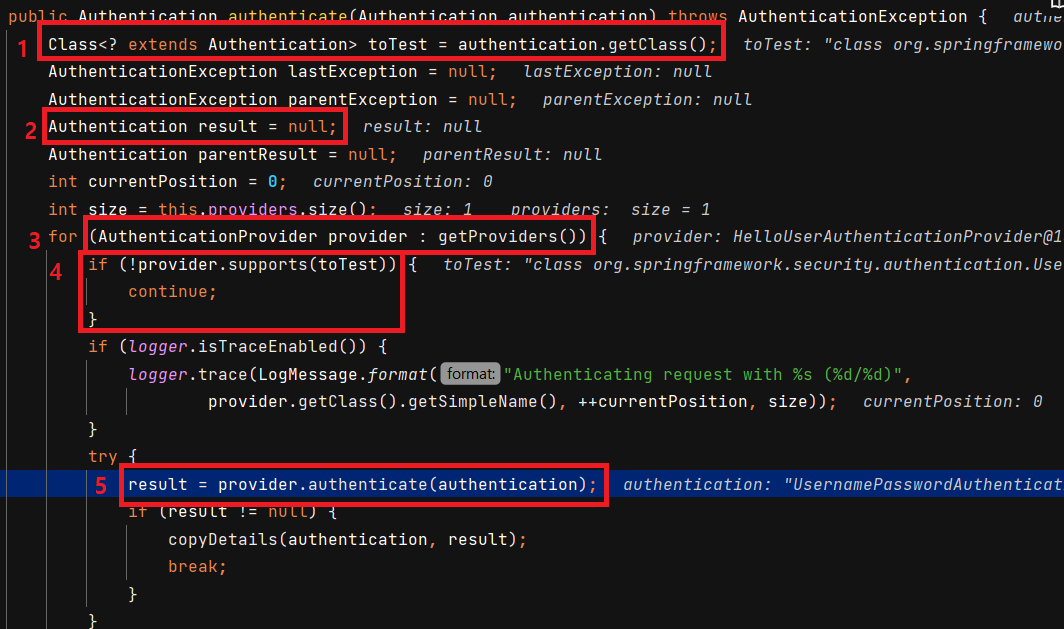 public Authentication authenticate(Authentication authentication) throws AuthenticationException {   authe
1 Class<? extends Authentication> toTest = authentication.getClass();   toTest: "class org.springframewo
AuthenticationException lastException = null;   lastException: null
AuthenticationException parentException = null;   parentException: null
2 Authentication result = null;   result: null
Authentication parentResult = null;   parentResult: null
int currentPosition = 0;   currentPosition: 0
int size = this.providers.size();   size: 1   providers:  size = 1
3 for (AuthenticationProvider provider : getProviders()) {   provider: HelloUserAuthenticationProvider@1
4 if (!provider.supports(toTest)) {   toTest: "class org.springframework.security.authentication.Use
continue;
}
if (logger.isTraceEnabled()) {
logger.trace(LogMessage.format( format: "Authenticating request with %s (%d/%d)",
provider.getClass().getSimpleName(), ++currentPosition, size));   currentPosition: 0
}
try {
5 result = provider.authenticate(authentication);   authentication: "UsernamePasswordAuthenticat
if (result != null) {
copyDetails(authentication, result);
break;
}
}